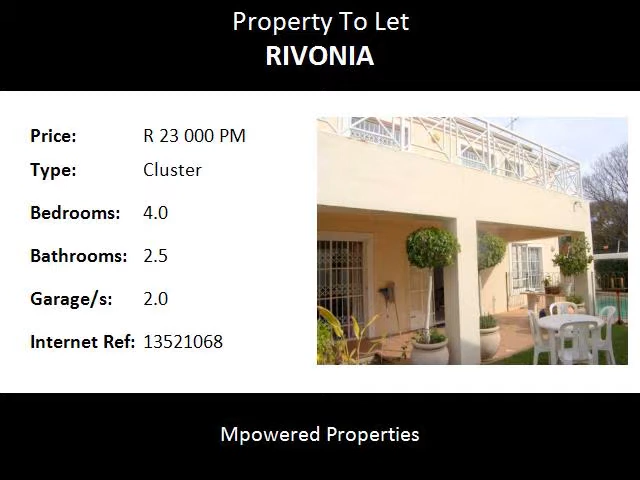 Property To Let
RIVONIA
Price: R 23 000 PM
Type: Cluster
Bedrooms: 4.0
Bathrooms: 2.5
Garage/s: 2.0
Internet Ref: 13521068
Mpowered Properties